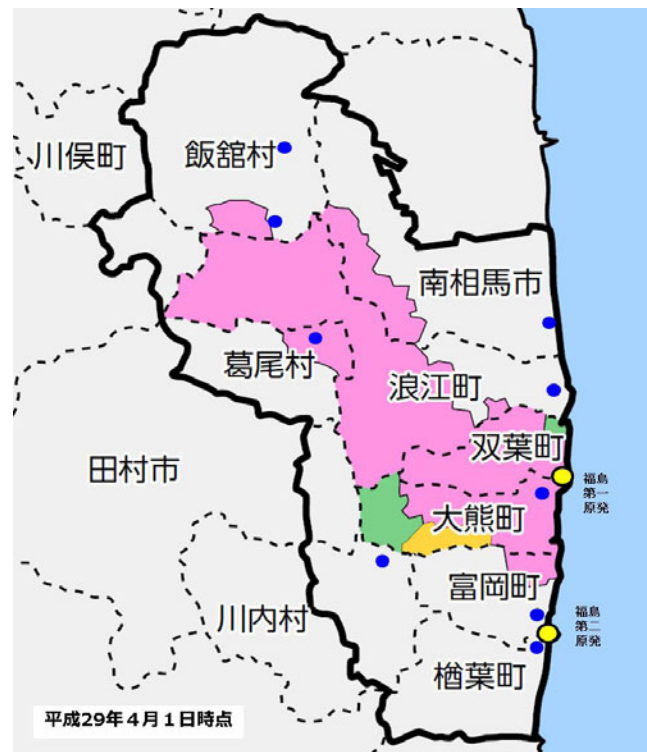 川俣町
飯舘村
南相馬市
葛尾村
浪江町
双葉町
田村市
福島
第一
原発
大熊町
富岡町
川内村
福島
第二
原発
楢葉町
平成29年4月1日時点